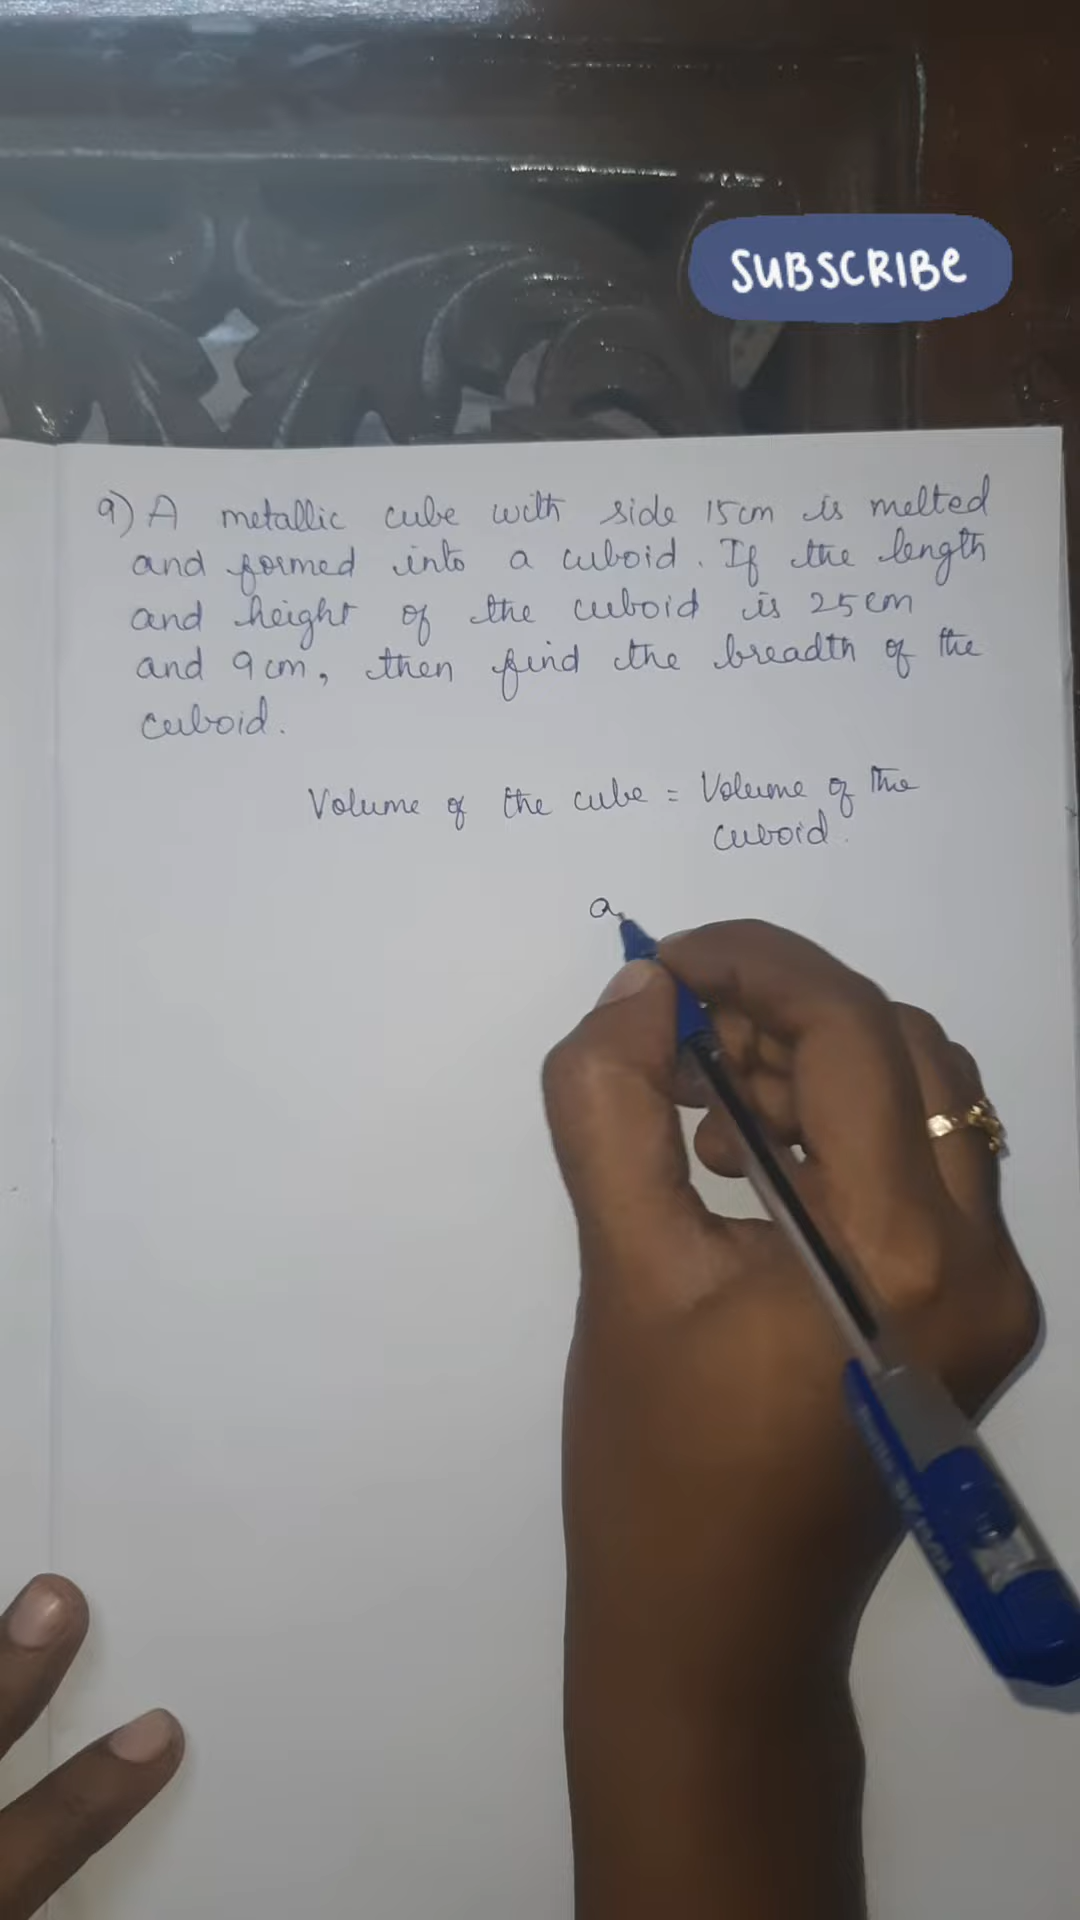 SUBSCRIBe
9) A metallic cube with side 15cm is melted
and formed into a cuboid. If the length
and height of the cuboid is 25cm
and 9cm, then find the breadth of the
cuboid.
Volume of the cube = Volume of the
cuboid.
a